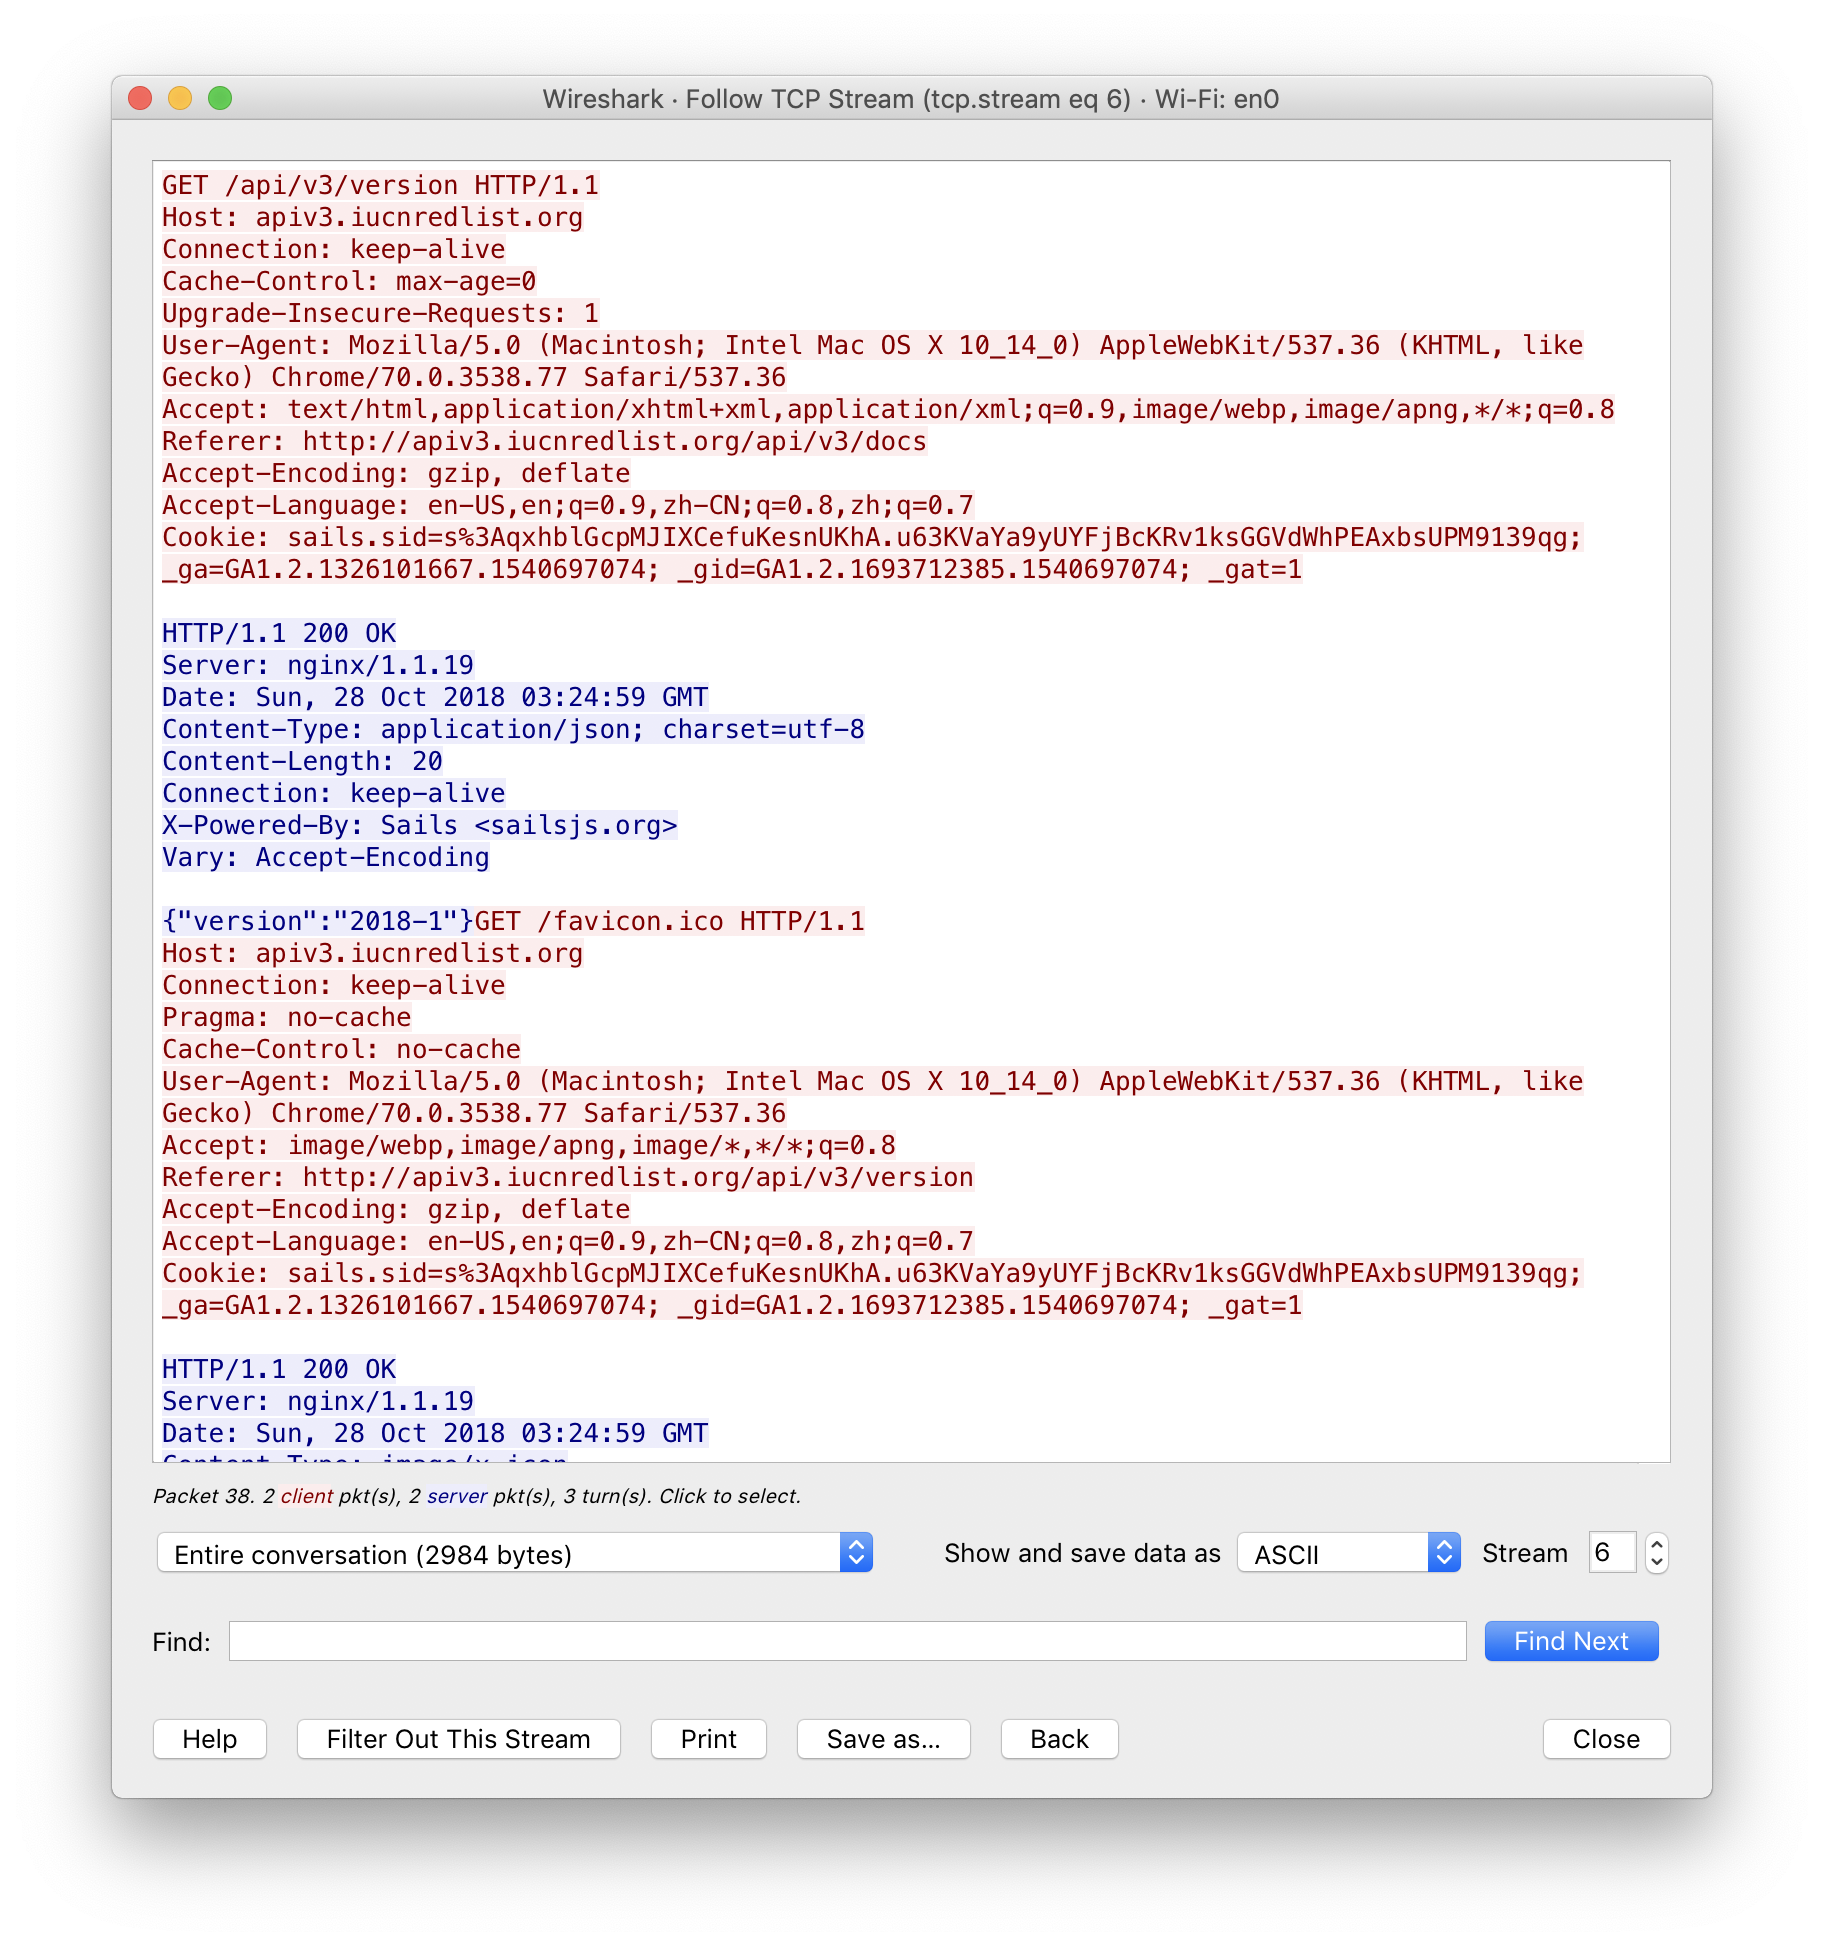 Wireshark · Follow TCP Stream (tcp.stream eq 6) · Wi-Fi: en0
GET /api/v3/version HTTP/1.1
Host: apiv3.iucnredlist.org
Connection: keep-alive
Cache-Control: max-age=0
Upgrade-Insecure-Requests: 1
User-Agent: Mozilla/5.0 (Macintosh; Intel Mac OS X 10_14_0) AppleWebKit/537.36 (KHTML, like
Gecko) Chrome/70.0.3538.77 Safari/537.36
Accept: text/html,application/xhtml+xml,application/xml;q=0.9,image/webp,image/apng,*/*;q=0.8
Referer: http://apiv3.iucnredlist.org/api/v3/docs
Accept-Encoding: gzip, deflate
Accept-Language: en-US,en;q=0.9,zh-CN;q=0.8,zh;q=0.7
Cookie: sails.sid=s%3AqxhblGcpMJIXCefuKesnUKhA.u63KVaYa9yUYFjBcKRv1ksGGVdWhPEAxbsUPM9139qg;
_ga=GA1.2.1326101667.1540697074; _gid=GA1.2.1693712385.1540697074; _gat=1
HTTP/1.1 200 OK
Server: nginx/1.1.19
Date: Sun, 28 Oct 2018 03:24:59 GMT
Content-Type: application/json; charset=utf-8
Content-Length: 20
Connection: keep-alive
X-Powered-By: Sails <sailsjs.org>
Vary: Accept-Encoding
{"version":"2018-1"}GET /favicon.ico HTTP/1.1
Host: apiv3.iucnredlist.org
Connection: keep-alive
Pragma: no-cache
Cache-Control: no-cache
User-Agent: Mozilla/5.0 (Macintosh; Intel Mac OS X 10_14_0) AppleWebKit/537.36 (KHTML, like
Gecko) Chrome/70.0.3538.77 Safari/537.36
Accept: image/webp,image/apng,image/*,*/*;q=0.8
Referer: http://apiv3.iucnredlist.org/api/v3/version
Accept-Encoding: gzip, deflate
Accept-Language: en-US,en;q=0.9,zh-CN;q=0.8,zh;q=0.7
Cookie: sails.sid=s%3AqxhblGcpMJIXCefuKesnUKhA.u63KVaYa9yUYFjBcKRv1ksGGVdWhPEAxbsUPM9139qg;
_ga=GA1.2.1326101667.1540697074; _gid=GA1.2.1693712385.1540697074; _gat=1
HTTP/1.1 200 OK
Server: nginx/1.1.19
Date: Sun, 28 Oct 2018 03:24:59 GMT
Content-Type: image/x-icon
Packet 38. 2 client pkt(s), 2 server pkt(s), 3 turn(s). Click to select.
Entire conversation (2984 bytes) Show and save data as ASCII Stream 6
Find: Find Next
Help Filter Out This Stream Print Save as... Back Close